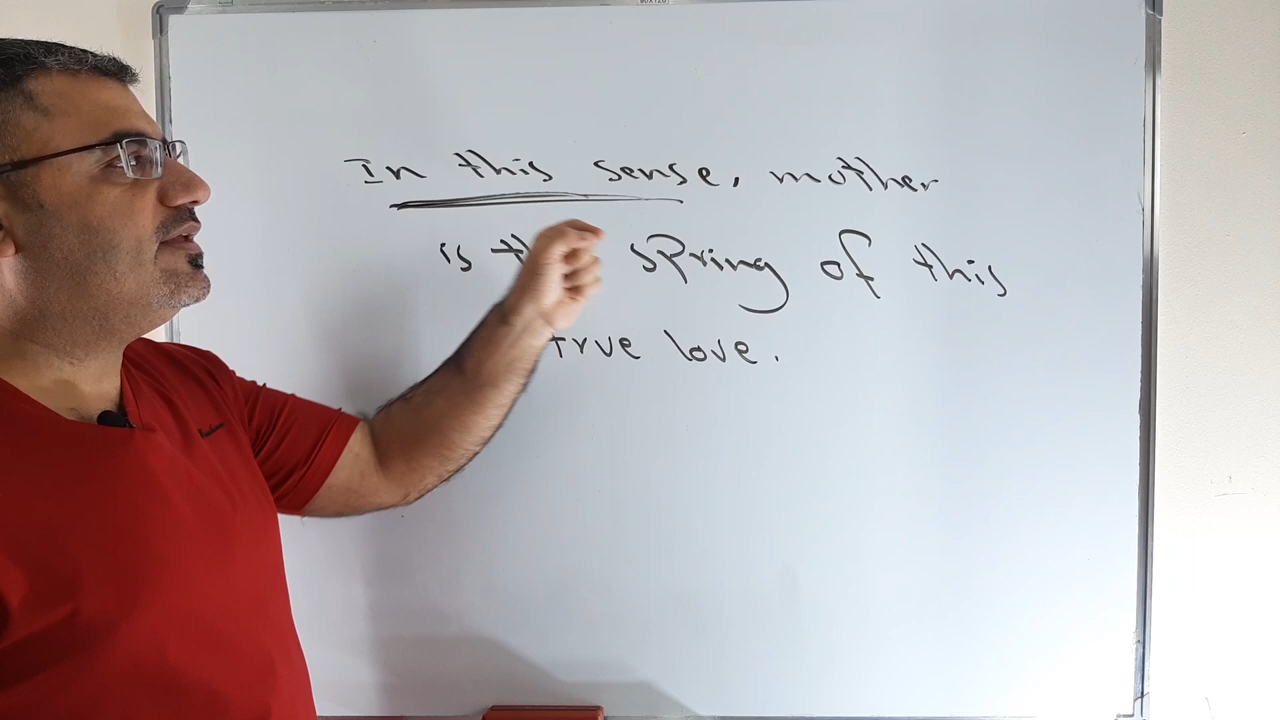 In this sense, mother
is spring of this
true love.